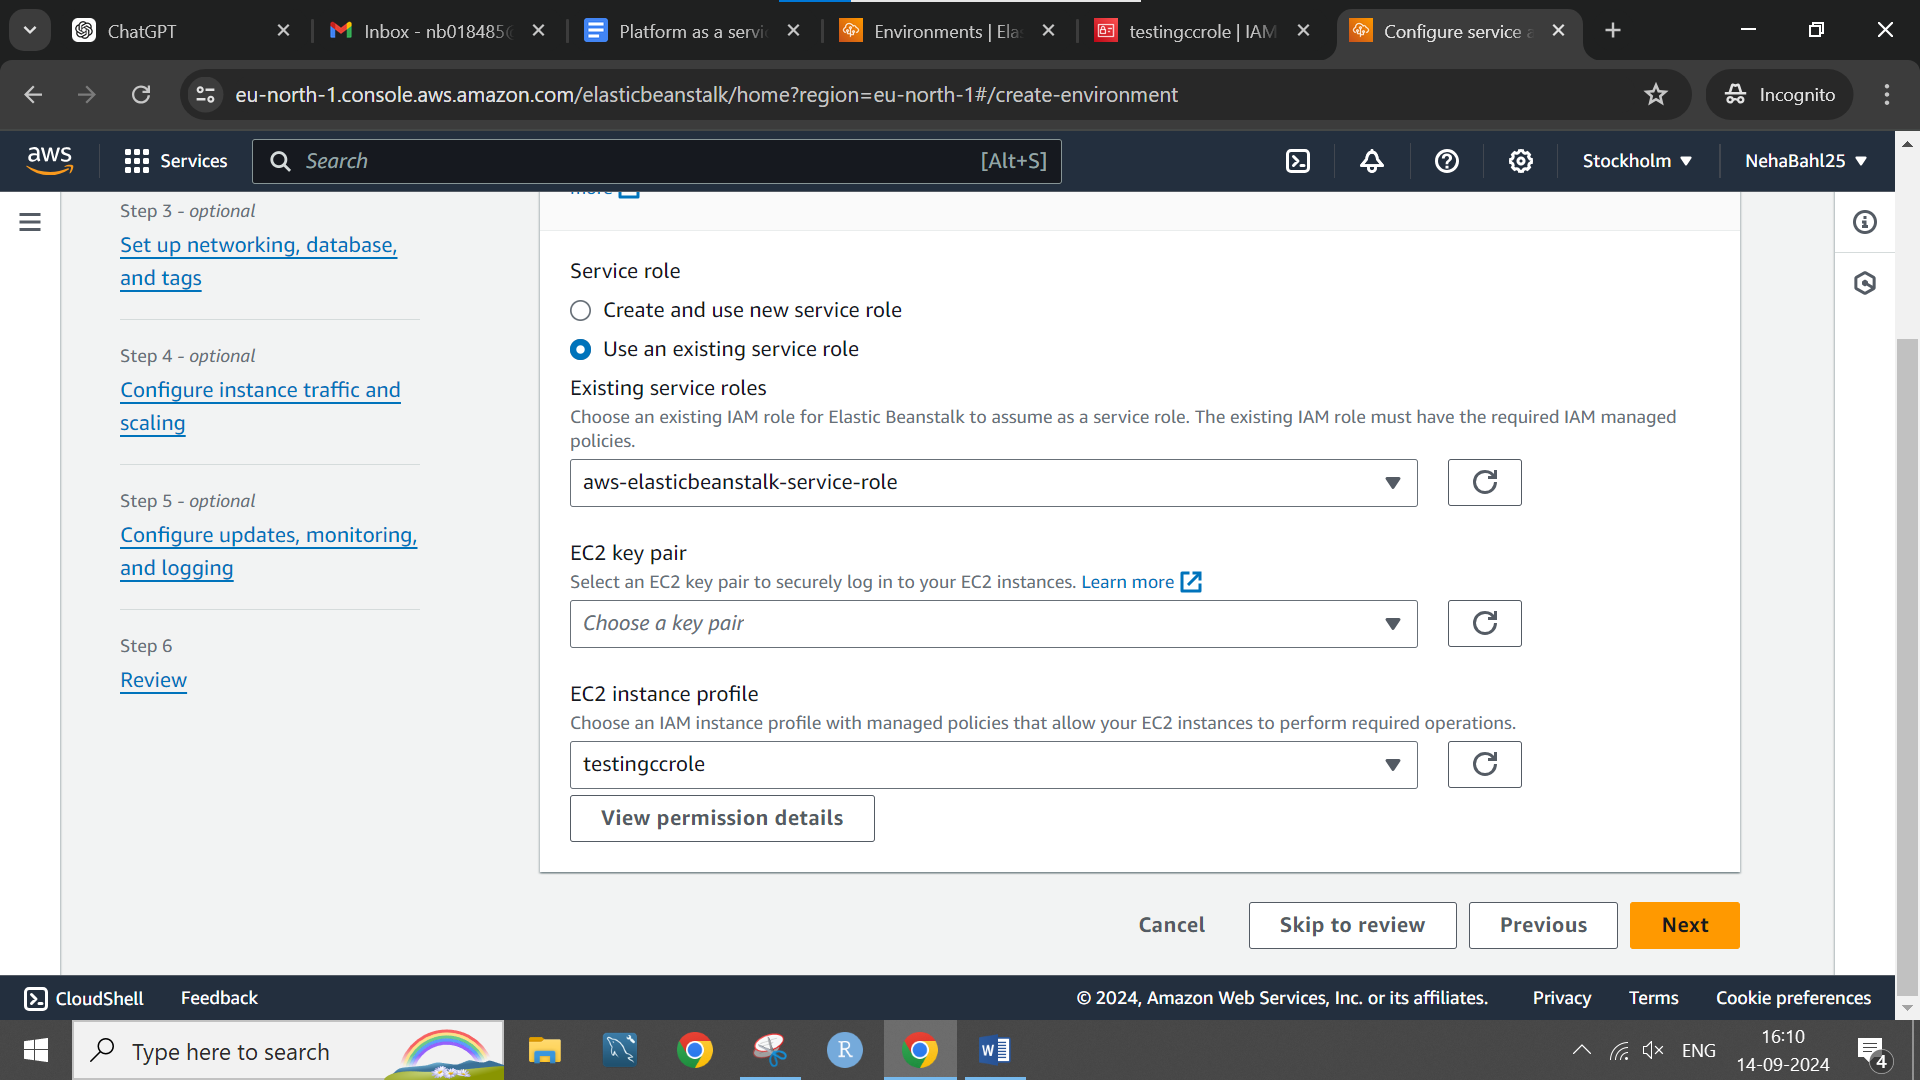 ChatGPT
Inbox - nb018485@
Platform as a servi
Environments | Ela
testingccrole | IAM
Configure service a
eu-north-1.console.aws.amazon.com/elasticbeanstalk/home?region=eu-north-1#/create-environment
Incognito
aws
Services
Search
[Alt+S]
Stockholm
NehaBahl25
more
Step 3 - optional
Set up networking, database,
and tags
Step 4 - optional
Configure instance traffic and
scaling
Step 5 - optional
Configure updates, monitoring,
and logging
Step 6
Review
Service role
Create and use new service role
Use an existing service role
Existing service roles
Choose an existing IAM role for Elastic Beanstalk to assume as a service role. The existing IAM role must have the required IAM managed
policies.
aws-elasticbeanstalk-service-role
EC2 key pair
Select an EC2 key pair to securely log in to your EC2 instances. Learn more
Choose a key pair
EC2 instance profile
Choose an IAM instance profile with managed policies that allow your EC2 instances to perform required operations.
testingccrole
View permission details
Cancel
Skip to review
Previous
Next
CloudShell
Feedback
© 2024, Amazon Web Services, Inc. or its affiliates.
Privacy
Terms
Cookie preferences
Type here to search
R
W
ENG
16:10
14-09-2024
4